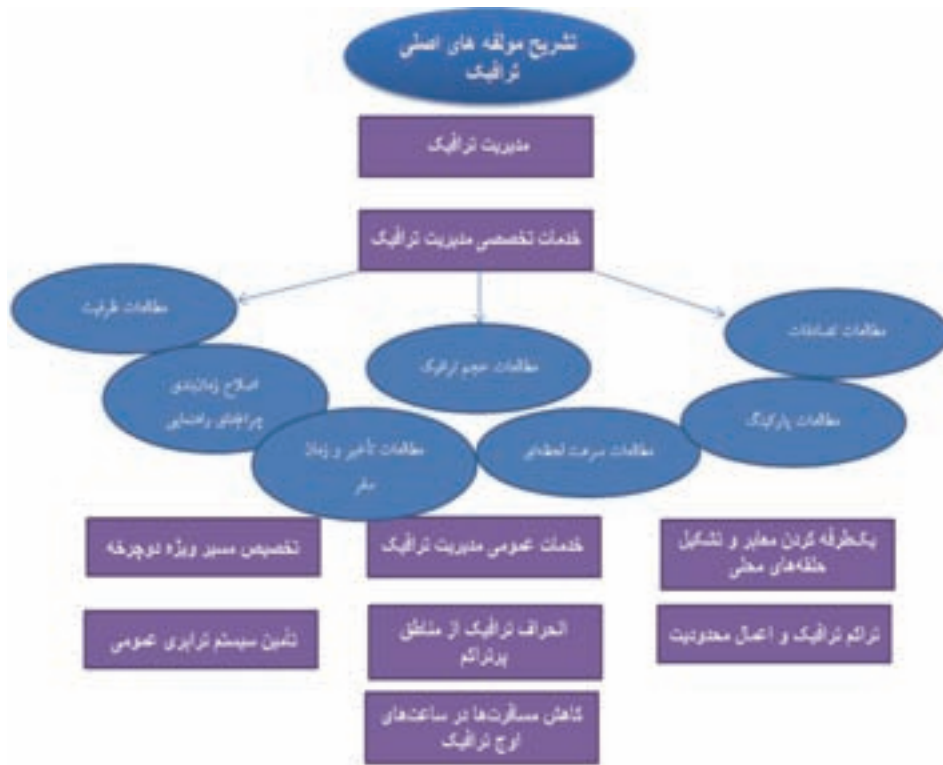 تشریح مولفه های اصلی
ترافیک
مدیریت ترافیک
خدمات تخصصی مدیریت ترافیک
مطالعات تصادفات
مطالعات پارکینگ
مطالعات سرعت لحظه‌ای
مطالعات حجم ترافیک
مطالعات تأخیر و زمان
سفر
اصلاح زمانبندی
چراغهای راهنمایی
مطالعات ظرفیت
یکطرفه کردن معابر و تشکیل
حلقه‌های محلی
خدمات عمومی مدیریت ترافیک
تخصیص مسیر ویژه دوچرخه
تراکم ترافیک و اعمال محدودیت
انحراف ترافیک از مناطق
پرتراکم
تأمین سیستم ترابری عمومی
کاهش مسافرت‌ها در ساعت‌های
اوج ترافیک